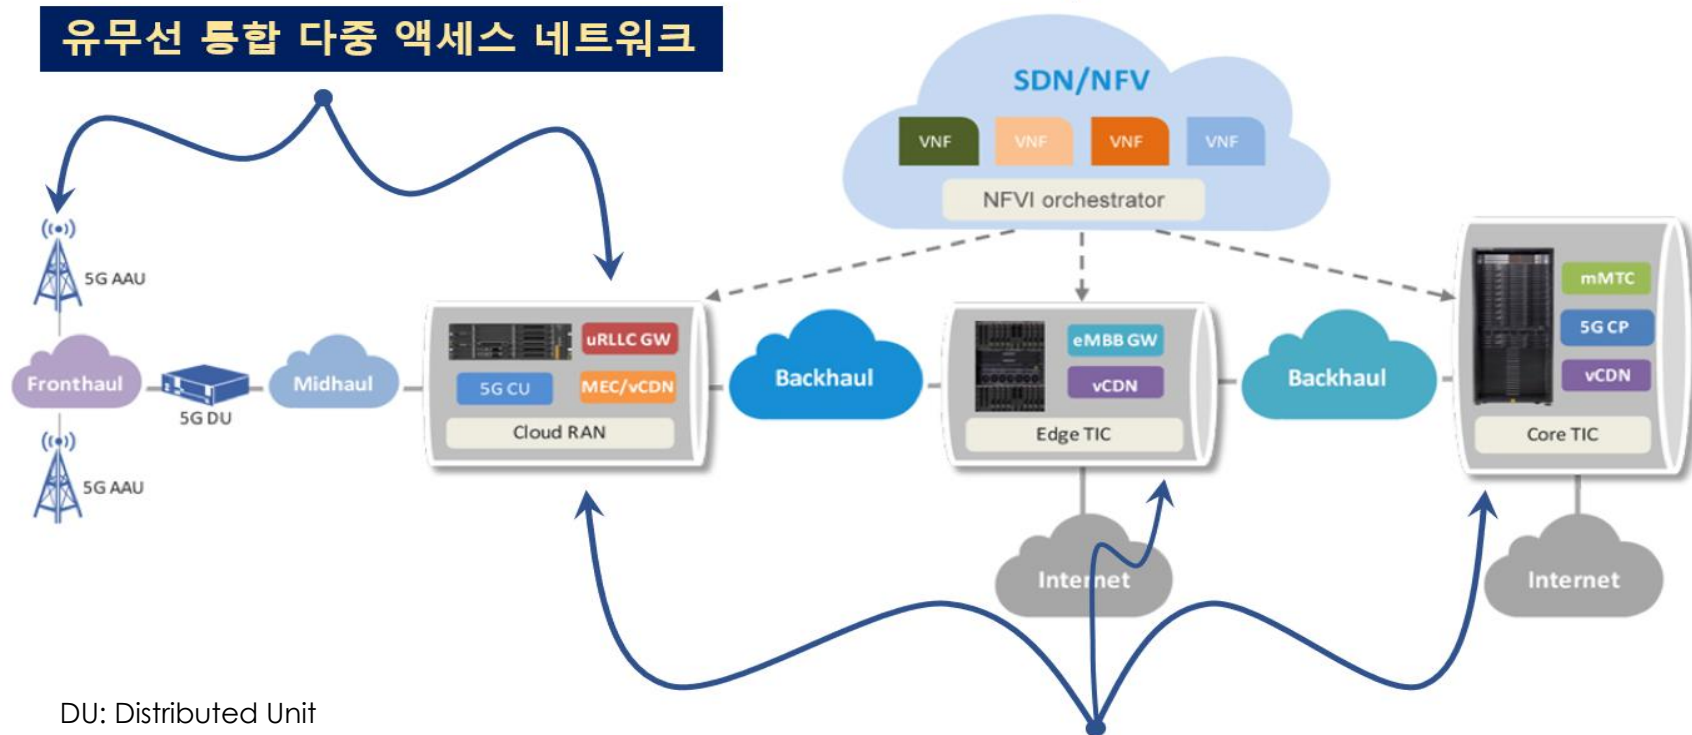 유무선 통합 다중 액세스 네트워크
SDN/NFV
VNF VNF VNF VNF
NFVI orchestrator
5G AAU
Fronthaul
5G DU
Midhaul
5G AAU
uRLLC GW
5G CU
MEC/vCDN
Cloud RAN
Backhaul
eMBB GW
vCDN
Edge TIC
Backhaul
mMTC
5G CP
vCDN
Core TIC
Internet
Internet
DU: Distributed Unit